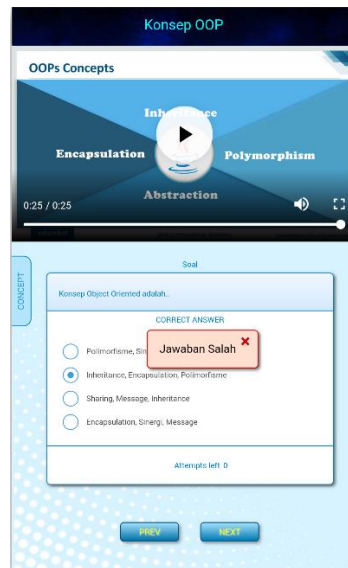 Konsep OOP
OOPs Concepts
Inheritance
Encapsulation
Polymorphism
Abstraction
0:25 / 0:25
CONCEPT
Soal
Konsep Object Oriented adalah..
CORRECT ANSWER
Jawaban Salah
Polimorfisme, Sin
Inheritance, Encapsulation, Polimorfisme
Sharing, Message, Inheritance
Encapsulation, Sinergi, Message
Attempts left 0
PREV
NEXT